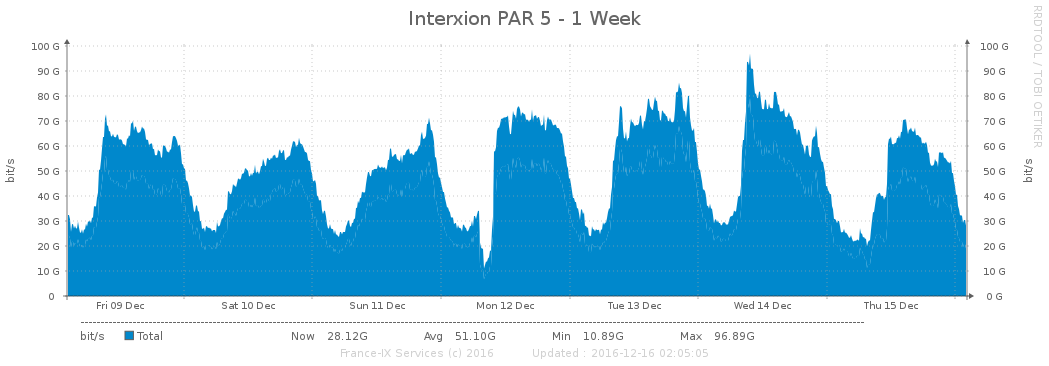 Interxion PAR 5 - 1 Week
RRDTOOL / TOBI OETIKER
bit/s
100 G
90 G
80 G
70 G
60 G
50 G
40 G
30 G
20 G
10 G
0
100 G
90 G
80 G
70 G
60 G
50 G
40 G
30 G
20 G
10 G
0 G
bit/s
Fri 09 Dec Sat 10 Dec Sun 11 Dec Mon 12 Dec Tue 13 Dec Wed 14 Dec Thu 15 Dec
bit/s Total Now 28.12G Avg 51.10G Min 10.89G Max 96.89G
France-IX Services (c) 2016 Updated : 2016-12-16 02:05:05